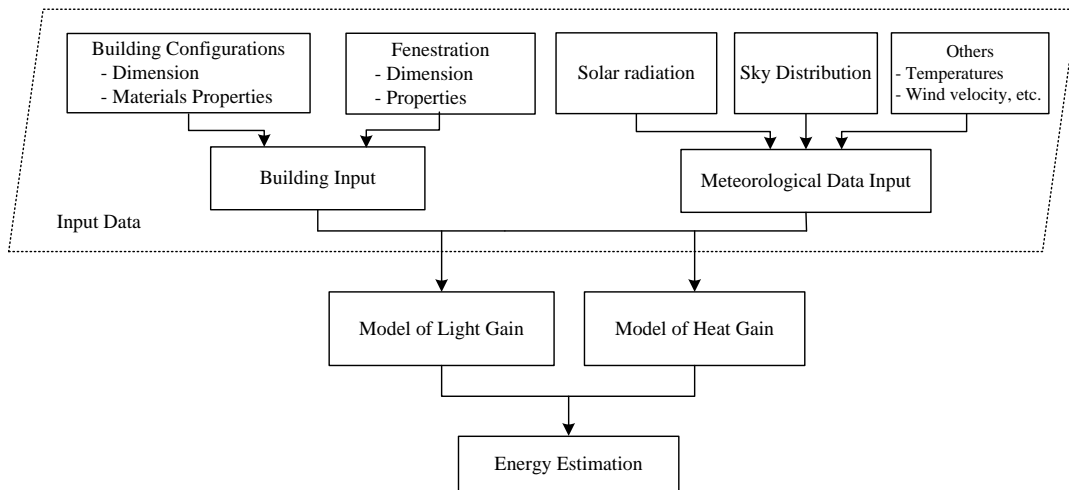 Building Configurations
- Dimension
- Materials Properties
Fenestration
- Dimension
- Properties
Solar radiation
Sky Distribution
Others
- Temperatures
- Wind velocity, etc.
Building Input
Meteorological Data Input
Input Data
Model of Light Gain
Model of Heat Gain
Energy Estimation